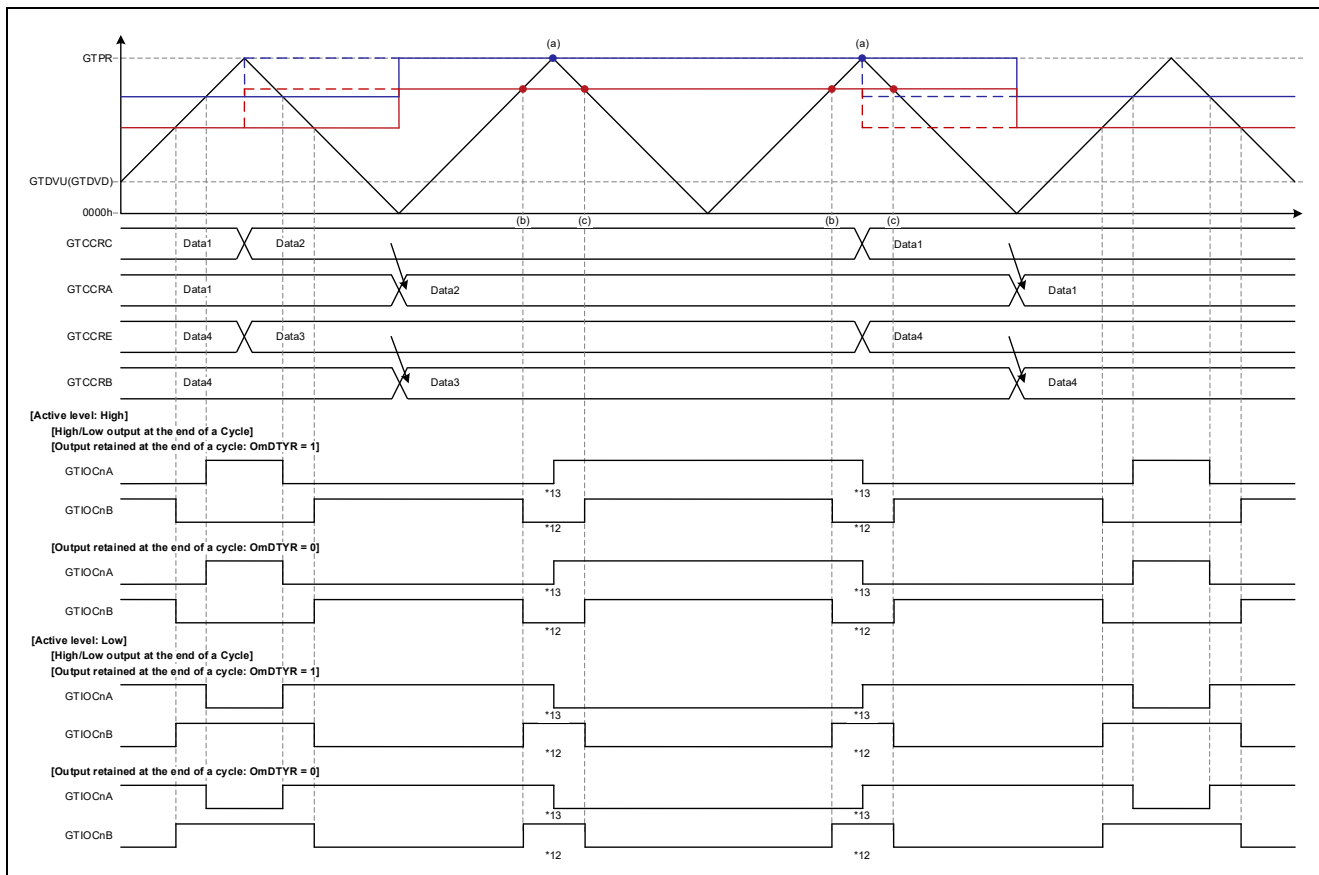 (a) (a)
GTPR
GTDVU(GTDVD)
0000h
(b) (c) (b) (c)
GTCCRC Data1 Data2 Data1
GTCCRA Data1 Data2 Data1
GTCCRE Data4 Data3 Data4
GTCCRB Data4 Data3 Data4
[Active level: High]
[High/Low output at the end of a Cycle]
[Output retained at the end of a cycle: OmDTYR = 1]
GTIOCnA
*13 *13
GTIOCnB
*12 *12
[Output retained at the end of a cycle: OmDTYR = 0]
GTIOCnA
*13 *13
GTIOCnB
*12 *12
[Active level: Low]
[High/Low output at the end of a Cycle]
[Output retained at the end of a cycle: OmDTYR = 1]
GTIOCnA
*13 *13
GTIOCnB
*12 *12
[Output retained at the end of a cycle: OmDTYR = 0]
GTIOCnA
*13 *13
GTIOCnB
*12 *12